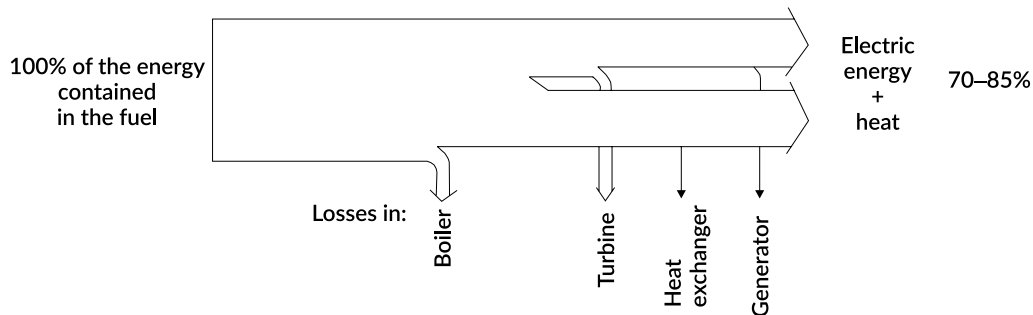 100% of the energy
contained
in the fuel
Electric
energy
+
heat
70–85%
Losses in:
Boiler
Turbine
Heat
exchanger
Generator